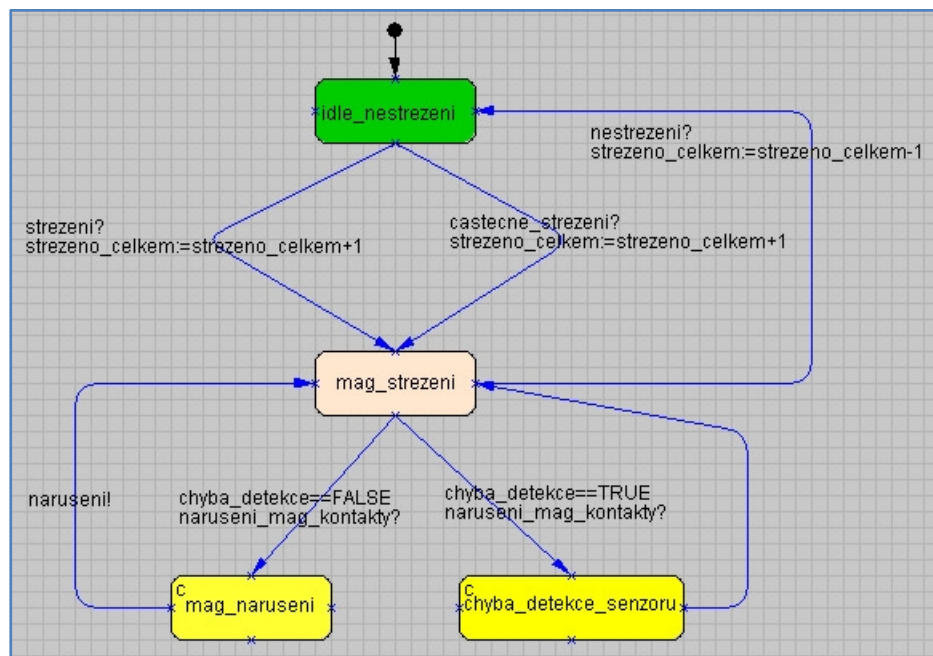 idle_nestrezeni
nestrezeni?
strezeno_celkem:=strezeno_celkem-1
strezeni?
strezeno_celkem:=strezeno_celkem+1
castecne_strezeni?
strezeno_celkem:=strezeno_celkem+1
mag_strezeni
naruseni!
chyba_detekce==FALSE
naruseni_mag_kontakty?
chyba_detekce==TRUE
naruseni_mag_kontakty?
C
mag_naruseni
C
chyba_detekce_senzoru